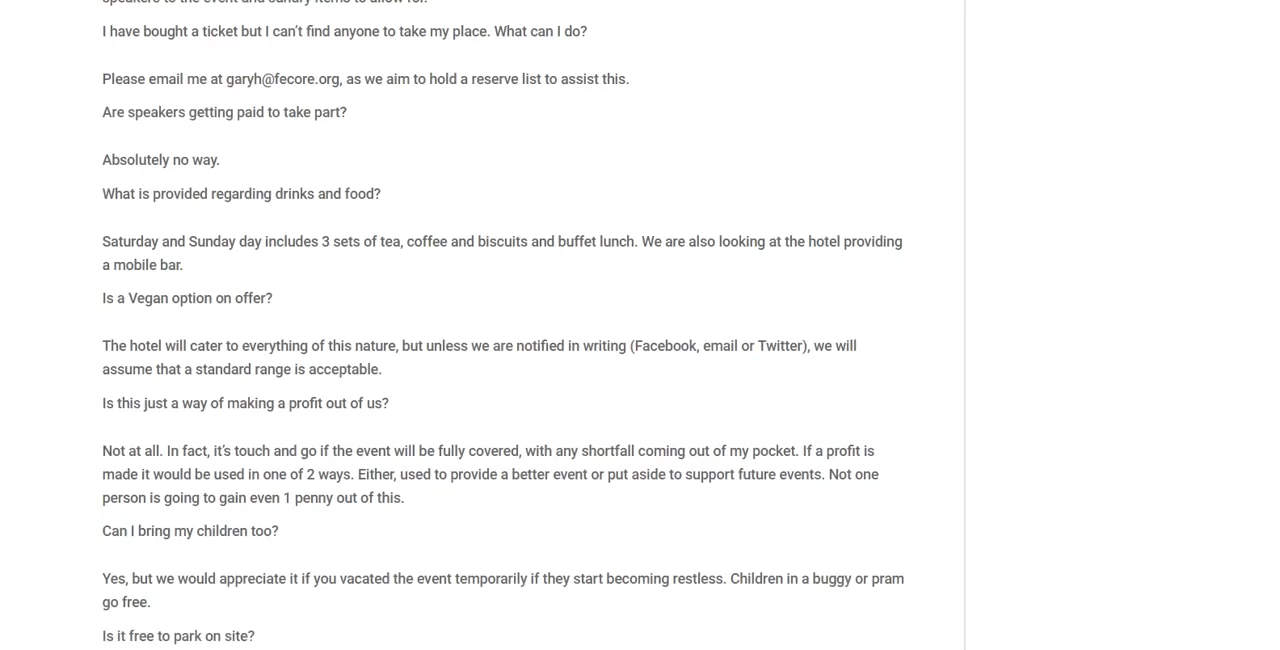 speakers to the event and sundry items to allow for.
I have bought a ticket but I can't find anyone to take my place. What can I do?
Please email me at garyh@fecore.org, as we aim to hold a reserve list to assist this.
Are speakers getting paid to take part?
Absolutely no way.
What is provided regarding drinks and food?
Saturday and Sunday day includes 3 sets of tea, coffee and biscuits and buffet lunch. We are also looking at the hotel providing
a mobile bar.
Is a Vegan option on offer?
The hotel will cater to everything of this nature, but unless we are notified in writing (Facebook, email or Twitter), we will
assume that a standard range is acceptable.
Is this just a way of making a profit out of us?
Not at all. In fact, it's touch and go if the event will be fully covered, with any shortfall coming out of my pocket. If a profit is
made it would be used in one of 2 ways. Either, used to provide a better event or put aside to support future events. Not one
person is going to gain even 1 penny out of this.
Can I bring my children too?
Yes, but we would appreciate it if you vacated the event temporarily if they start becoming restless. Children in a buggy or pram
go free.
Is it free to park on site?